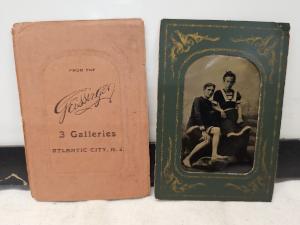 FROM THE
3 Galleries
ATLANTIC CITY, N. J.